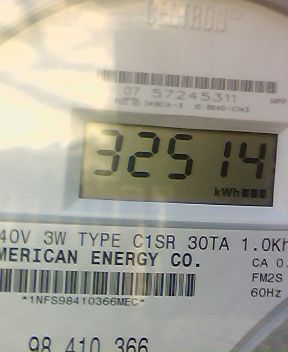 CENTRON®
07 57245311
32514
kWh
40V 3W TYPE C1SR 30TA 1.0Kh
MERICAN ENERGY CO.
CA 0.
FM2S
*1NFS98410366MEC*
60Hz
98 410 366